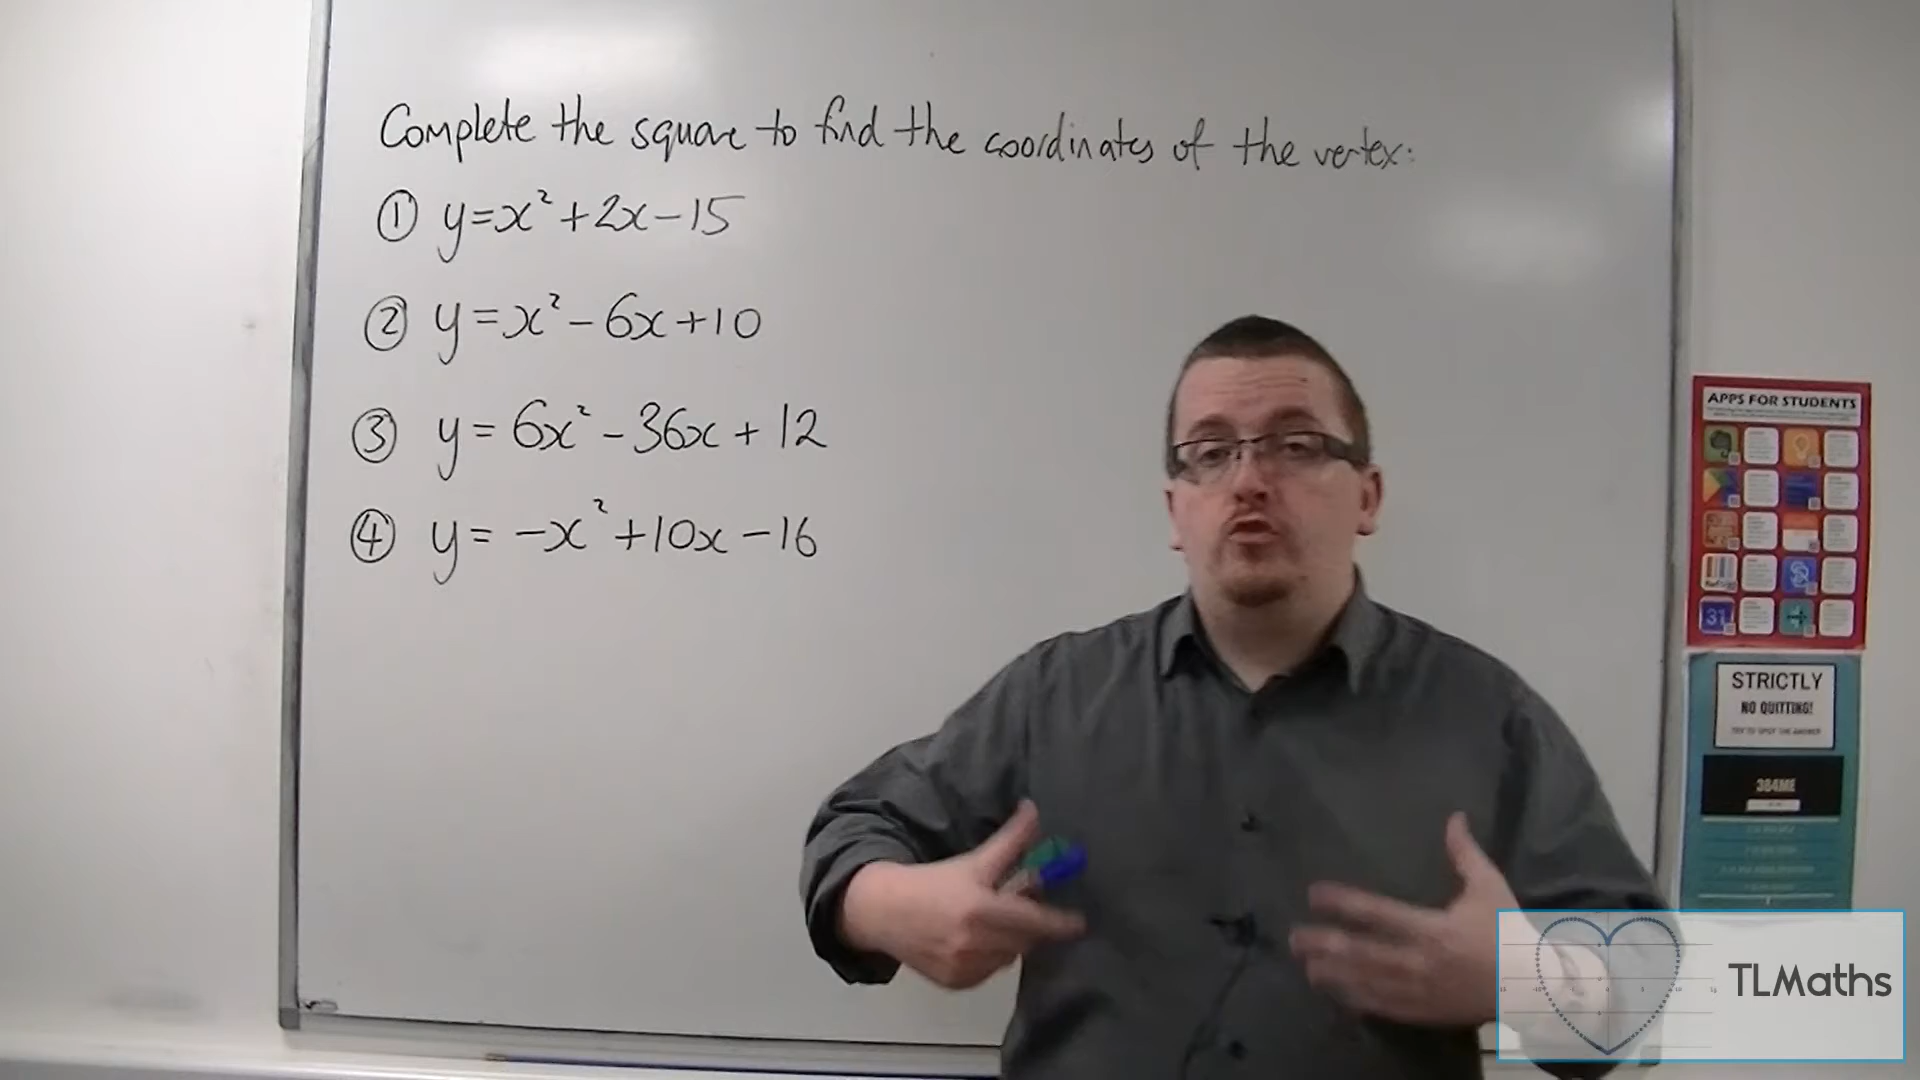 Complete the square to find the coordinates of the vertex:
① y=x²+2x-15
② y=x²-6x+10
③ y=6x²-36x+12
④ y=-x²+10x-16
APPS FOR STUDENTS
31
STRICTLY
NO QUITTING!
TLMaths